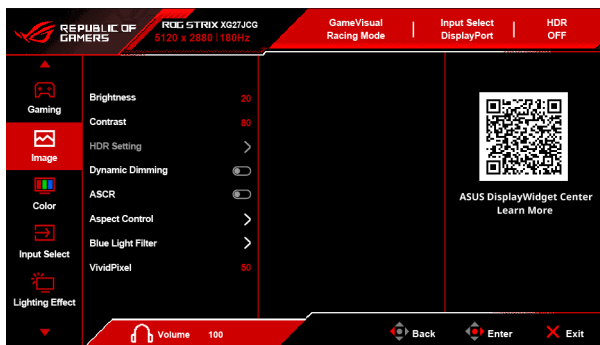 REPUBLIC OF
GAMERS
ROG STRIX XG27JCG
5120 x 2880 | 180Hz
GameVisual
Racing Mode
Input Select
DisplayPort
HDR
OFF
Gaming
Image
Color
Input Select
Lighting Effect
Brightness 20
Contrast 80
HDR Setting
Dynamic Dimming
ASCR
Aspect Control
Blue Light Filter
VividPixel 50
ASUS DisplayWidget Center
Learn More
Volume 100
Back
Enter
Exit